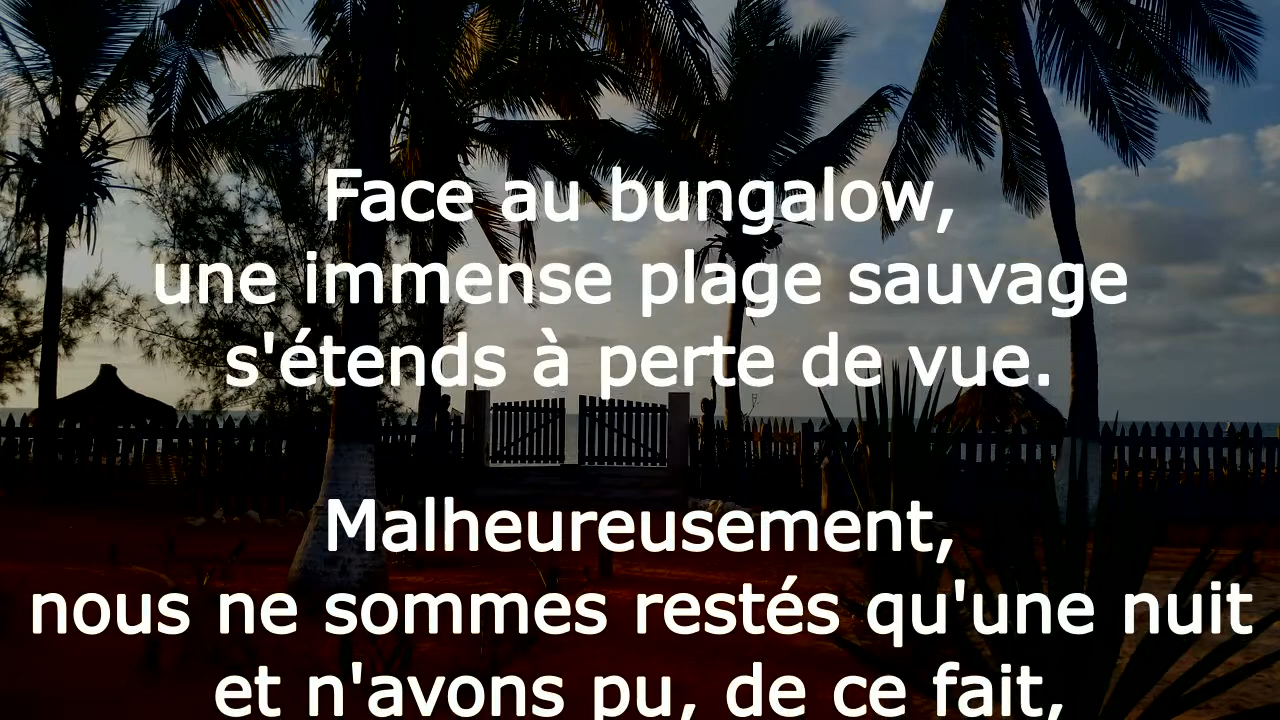 Face au bungalow,
une immense plage sauvage
s'étends à perte de vue.
Malheureusement,
nous ne sommes restés qu'une nuit
et n'avons pu, de ce fait,